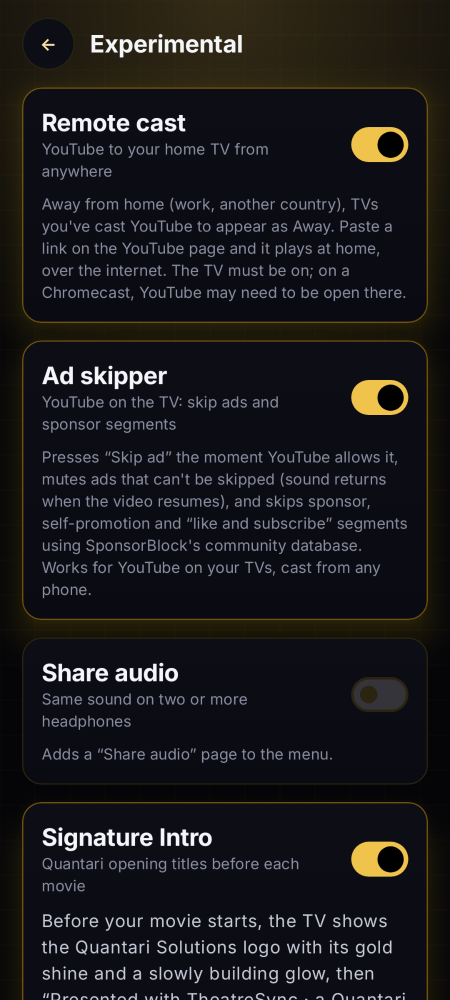 Experimental
Remote cast
YouTube to your home TV from
anywhere
Away from home (work, another country), TVs
you've cast YouTube to appear as Away. Paste a
link on the YouTube page and it plays at home,
over the internet. The TV must be on; on a
Chromecast, YouTube may need to be open there.
Ad skipper
YouTube on the TV: skip ads and
sponsor segments
Presses “Skip ad” the moment YouTube allows it,
mutes ads that can't be skipped (sound returns
when the video resumes), and skips sponsor,
self-promotion and “like and subscribe” segments
using SponsorBlock's community database.
Works for YouTube on your TVs, cast from any
phone.
Share audio
Same sound on two or more
headphones
Adds a “Share audio” page to the menu.
Signature Intro
Quantari opening titles before each
movie
Before your movie starts, the TV shows
the Quantari Solutions logo with its gold
shine and a slowly building glow, then
“Presented with TheatreSync · a Quantari